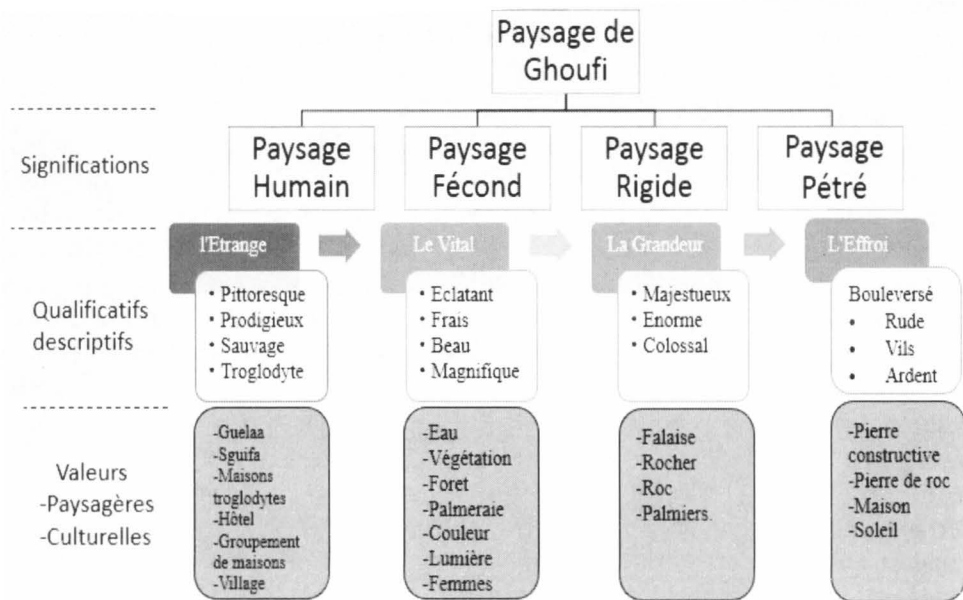 Paysage de
Ghoufi
Significations
Paysage
Humain
Paysage
Fécond
Paysage
Rigide
Paysage
Pétré
l'Etrange
Le Vital
La Grandeur
L'Effroi
Qualificatifs
descriptifs
• Pittoresque
• Prodigieux
• Sauvage
• Troglodyte
• Eclatant
• Frais
• Beau
• Magnifique
• Majestueux
• Enorme
• Colossal
Bouleversé
• Rude
• Vils
• Ardent
Valeurs
-Paysagères
-Culturelles
-Guelaa
-Sguifa
-Maisons
troglodytes
-Hôtel
-Groupement
de maisons
-Village
-Eau
-Végétation
-Foret
-Palmeraie
-Couleur
-Lumière
-Femmes
-Falaise
-Rocher
-Roc
-Palmiers.
-Pierre
constructive
-Pierre de roc
-Maison
-Soleil